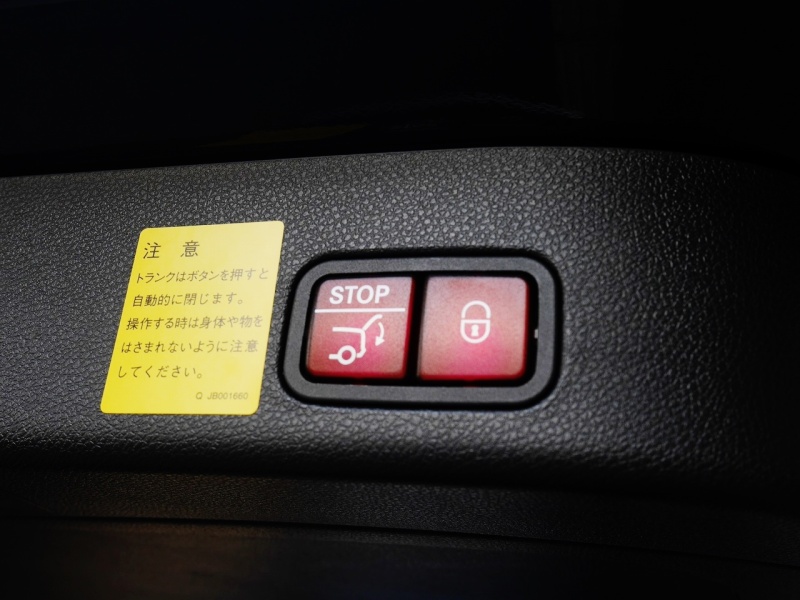 注 意
トランクはボタンを押すと
自動的に閉じます。
操作する時は身体や物を
はさまれないように注意
してください。
Q JB001660
STOP